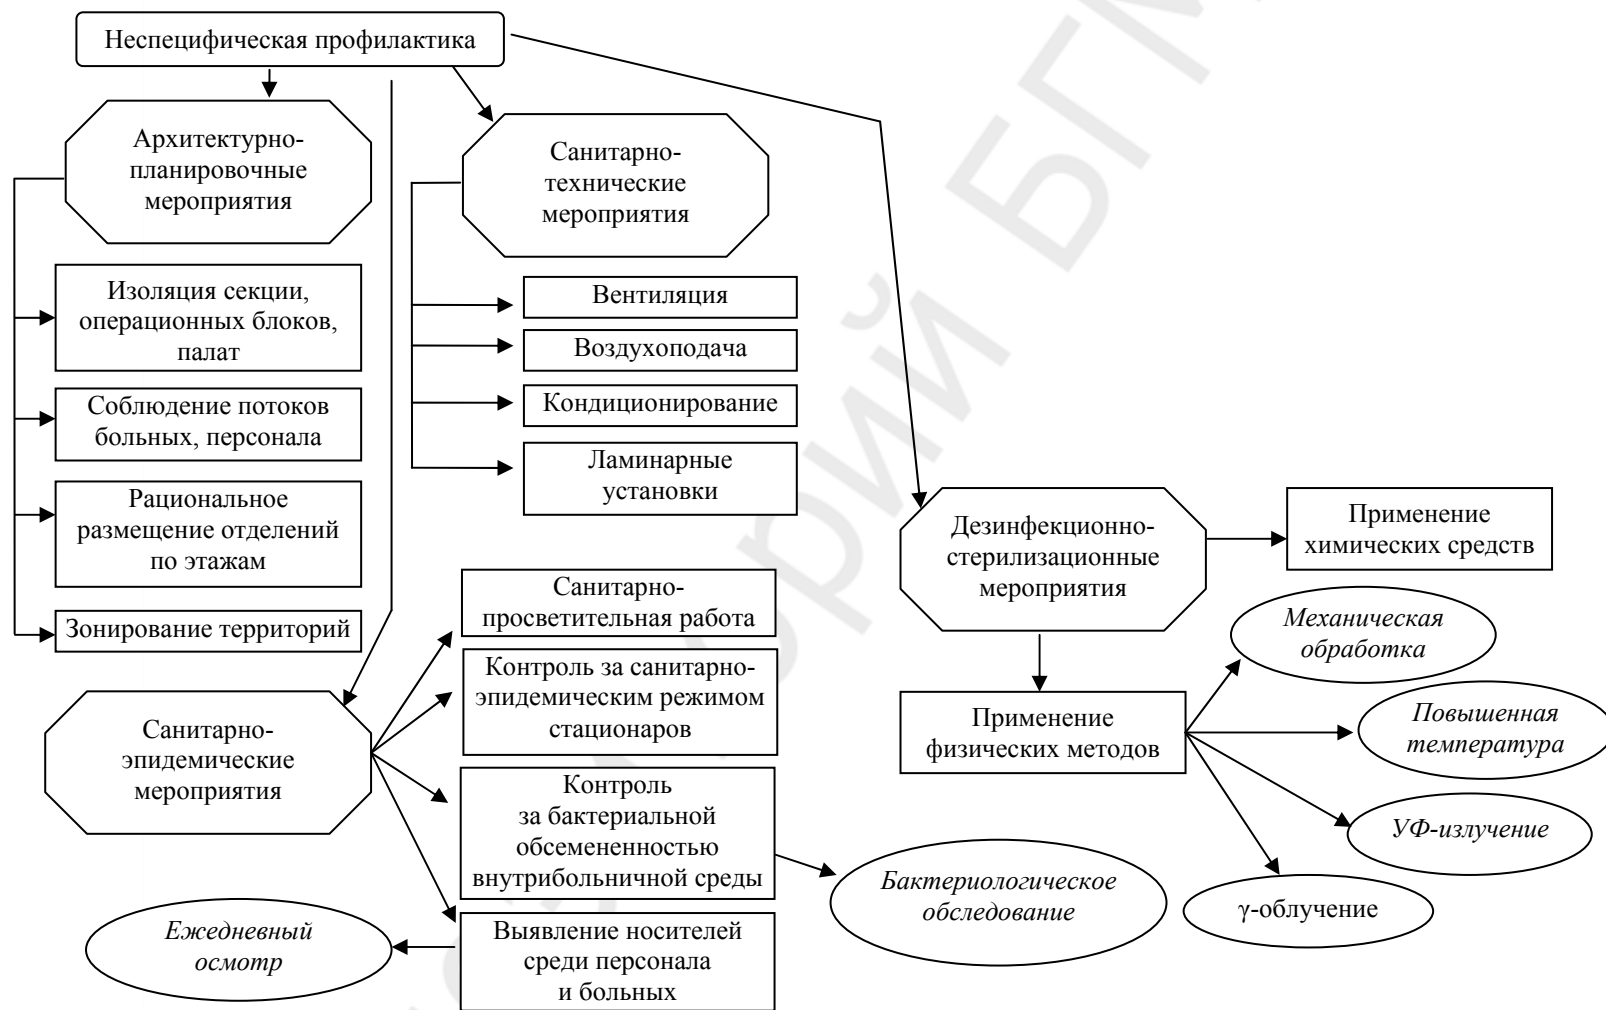 Неспецифическая профилактика
Архитектурно-
планировочные
мероприятия
Изоляция секции,
операционных блоков,
палат
Соблюдение потоков
больных, персонала
Рациональное
размещение отделений
по этажам
Зонирование территорий
Санитарно-
технические
мероприятия
Вентиляция
Воздухоподача
Кондиционирование
Ламинарные
установки
Санитарно-
эпидемические
мероприятия
Санитарно-
просветительная работа
Контроль за санитарно-
эпидемическим режимом
стационаров
Контроль
за бактериальной
обсемененностью
внутрибольничной среды
Бактериологическое
обследование
Выявление носителей
среди персонала
и больных
Ежедневный
осмотр
Дезинфекционно-
стерилизационные
мероприятия
Применение
химических средств
Применение
физических методов
Механическая
обработка
Повышенная
температура
УФ-излучение
γ-облучение